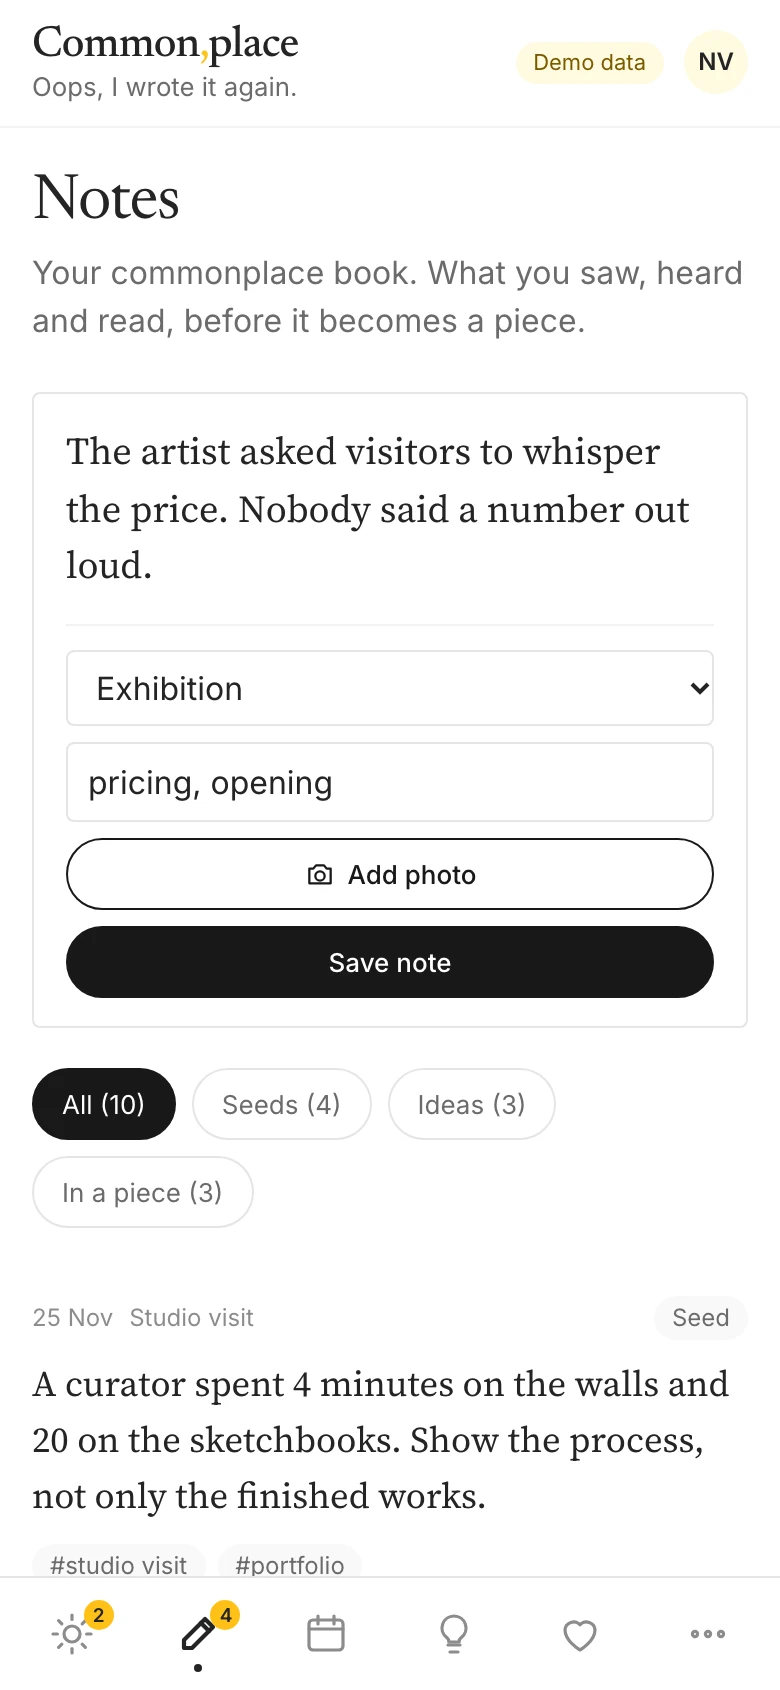 Common,place
Oops, I wrote it again.
Demo data
NV
Notes
Your commonplace book. What you saw, heard
and read, before it becomes a piece.
The artist asked visitors to whisper
the price. Nobody said a number out
loud.
Exhibition
pricing, opening
Add photo
Save note
All (10)
Seeds (4)
Ideas (3)
In a piece (3)
25 Nov Studio visit
Seed
A curator spent 4 minutes on the walls and
20 on the sketchbooks. Show the process,
not only the finished works.
#studio visit
#portfolio
2
4